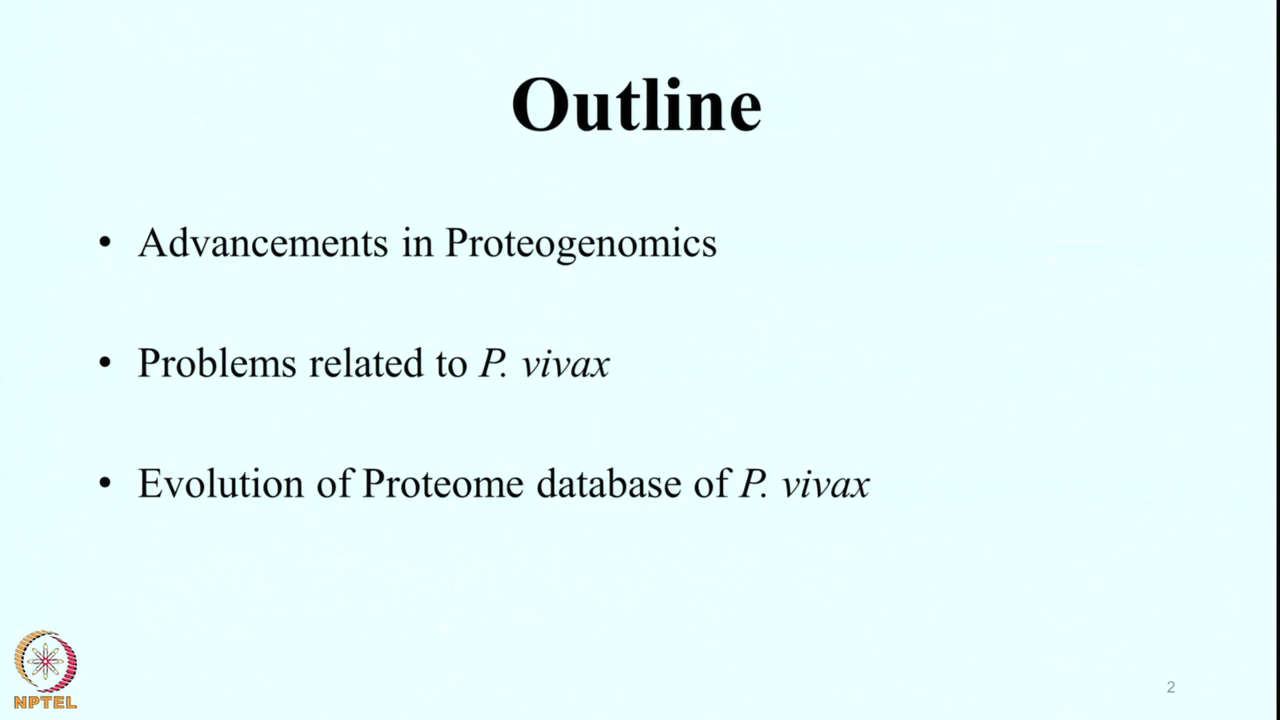 Outline
• Advancements in Proteogenomics
• Problems related to P. vivax
• Evolution of Proteome database of P. vivax
NPTEL
2